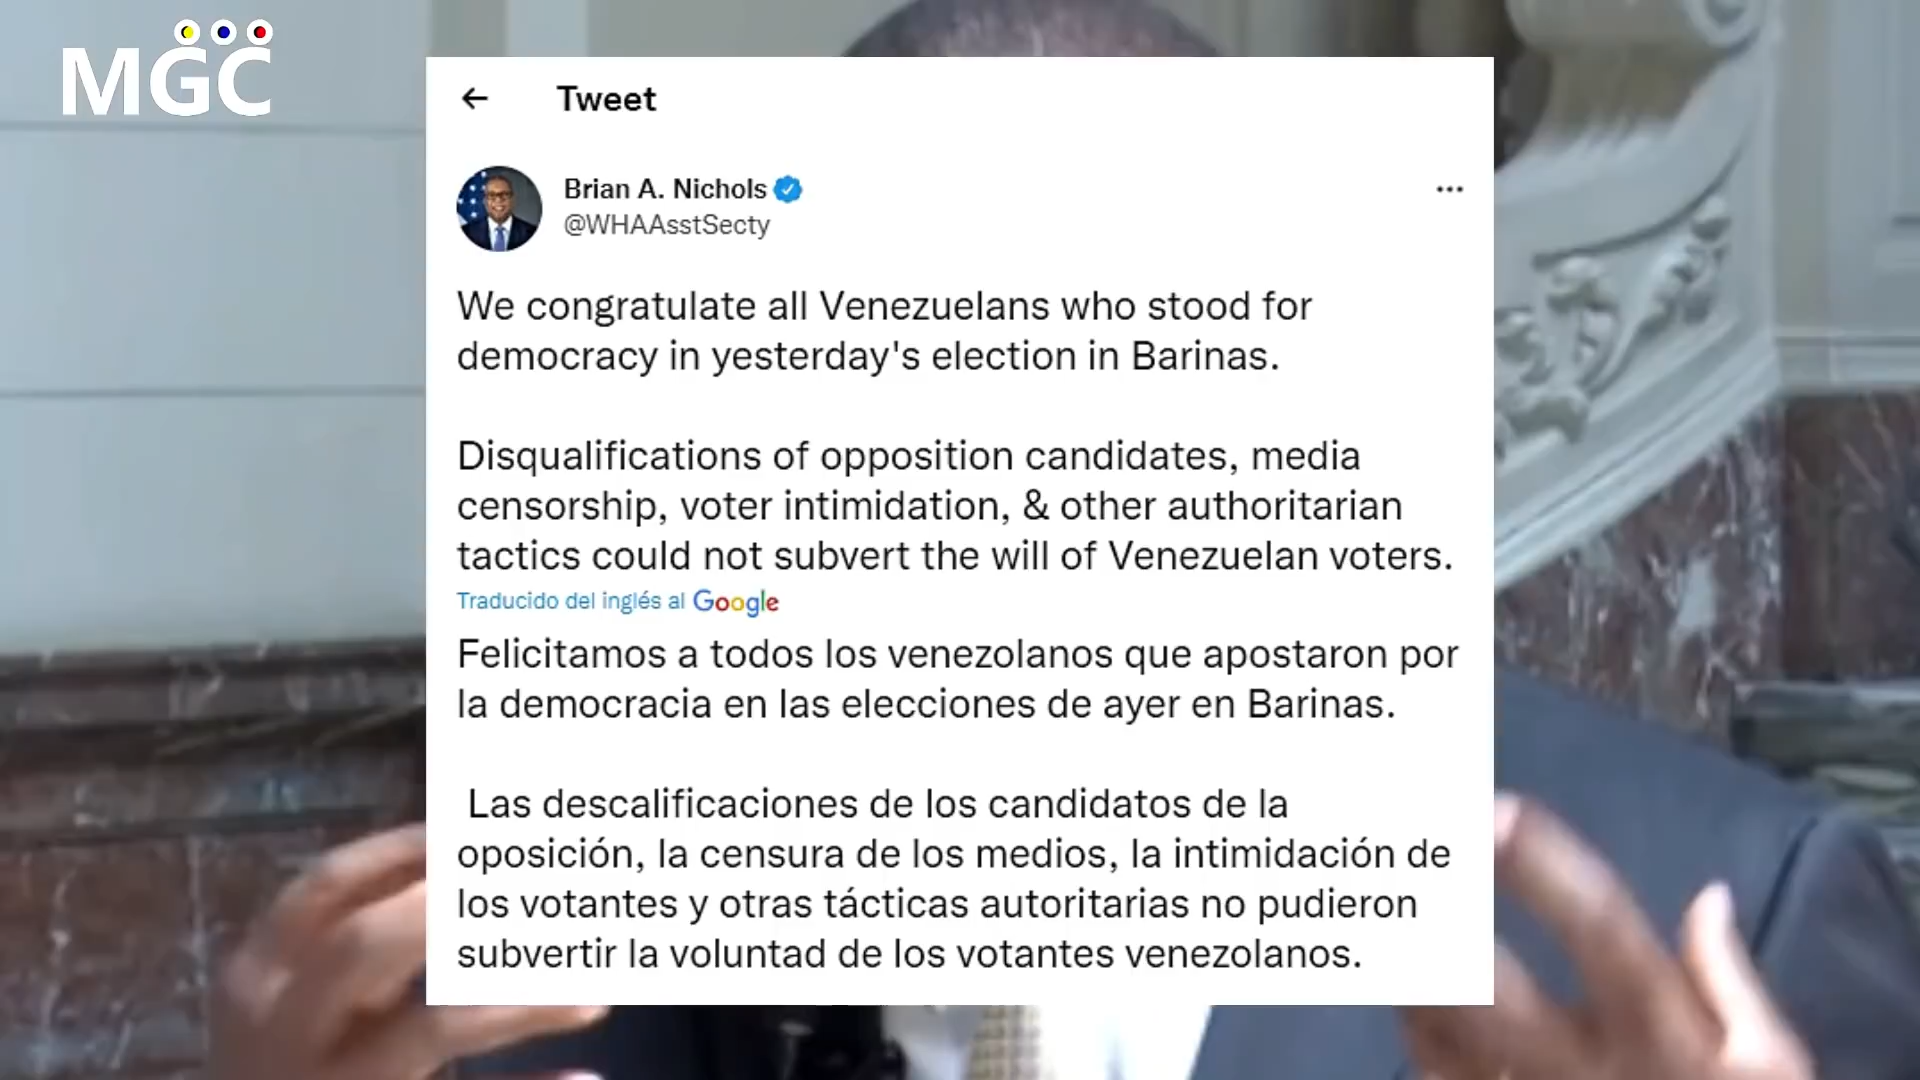 MGC
Tweet
Brian A. Nichols
@WHAAsstSecty
We congratulate all Venezuelans who stood for
democracy in yesterday's election in Barinas.
Disqualifications of opposition candidates, media
censorship, voter intimidation, & other authoritarian
tactics could not subvert the will of Venezuelan voters.
Traducido del inglés al Google
Felicitamos a todos los venezolanos que apostaron por
la democracia en las elecciones de ayer en Barinas.
Las descalificaciones de los candidatos de la
oposición, la censura de los medios, la intimidación de
los votantes y otras tácticas autoritarias no pudieron
subvertir la voluntad de los votantes venezolanos.